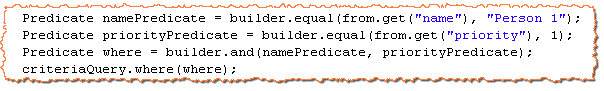 Predicate namePredicate = builder.equal(from.get("name"), "Person 1");
Predicate priorityPredicate = builder.equal(from.get("priority"), 1);
Predicate where = builder.and(namePredicate, priorityPredicate);
criteriaQuery.where(where);